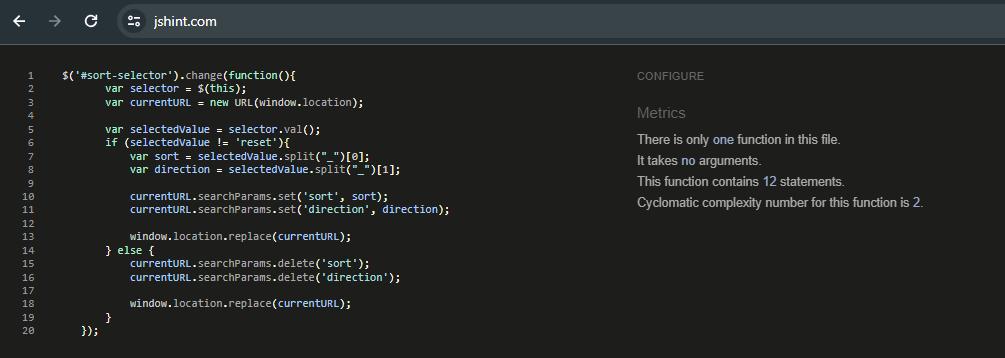 jshint.com
1 $('#sort-selector').change(function(){
2 var selector = $(this);
3 var currentURL = new URL(window.location);
4
5 var selectedValue = selector.val();
6 if (selectedValue != 'reset'){
7 var sort = selectedValue.split("_")[0];
8 var direction = selectedValue.split("_")[1];
9
10 currentURL.searchParams.set('sort', sort);
11 currentURL.searchParams.set('direction', direction);
12
13 window.location.replace(currentURL);
14 } else {
15 currentURL.searchParams.delete('sort');
16 currentURL.searchParams.delete('direction');
17
18 window.location.replace(currentURL);
19 }
20 });
CONFIGURE
Metrics
There is only one function in this file.
It takes no arguments.
This function contains 12 statements.
Cyclomatic complexity number for this function is 2.